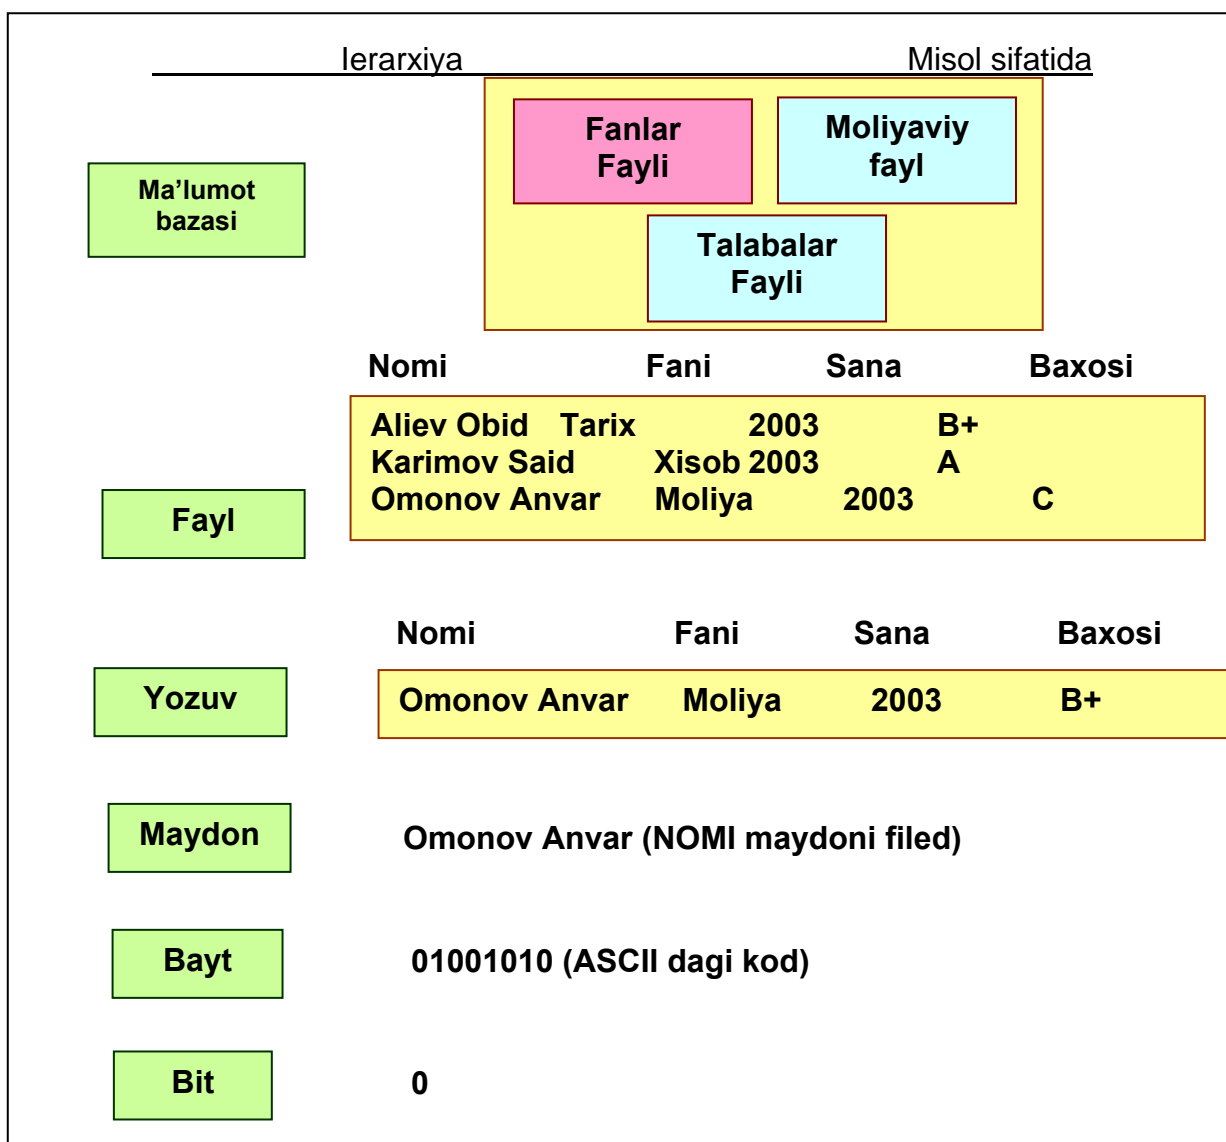 Ierarxiya Misol sifatida
Fanlar
Fayli
Moliyaviy
fayl
Ma’lumot
bazasi
Talabalar
Fayli
Nomi Fani Sana Baxosi
Aliev Obid Tarix 2003 B+
Karimov Said Xisob 2003 A
Omonov Anvar Moliya 2003 C
Fayl
Nomi Fani Sana Baxosi
Yozuv
Omonov Anvar Moliya 2003 B+
Maydon
Omonov Anvar (NOMI maydoni filed)
Bayt
01001010 (ASCII dagi kod)
Bit
0